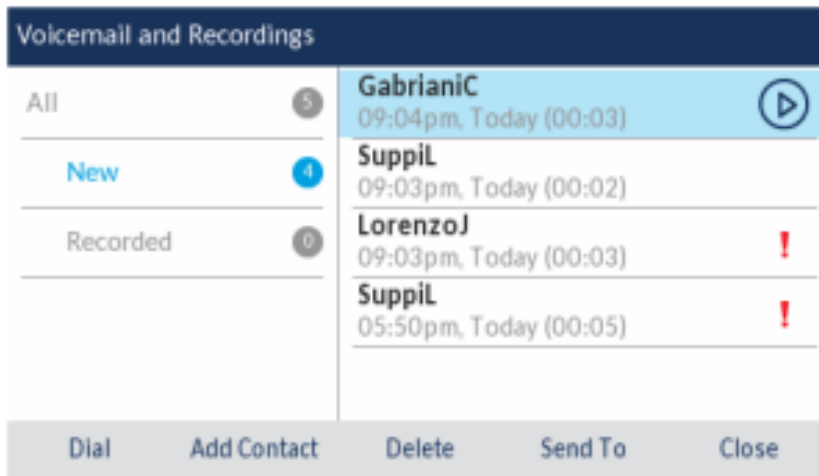 Voicemail and Recordings
All 5
New 4
Recorded 0
GabrianiC
09:04pm, Today (00:03)
SuppiL
09:03pm, Today (00:02)
LorenzoJ
09:03pm, Today (00:03)
!
SuppiL
05:50pm, Today (00:05)
!
Dial Add Contact Delete Send To Close